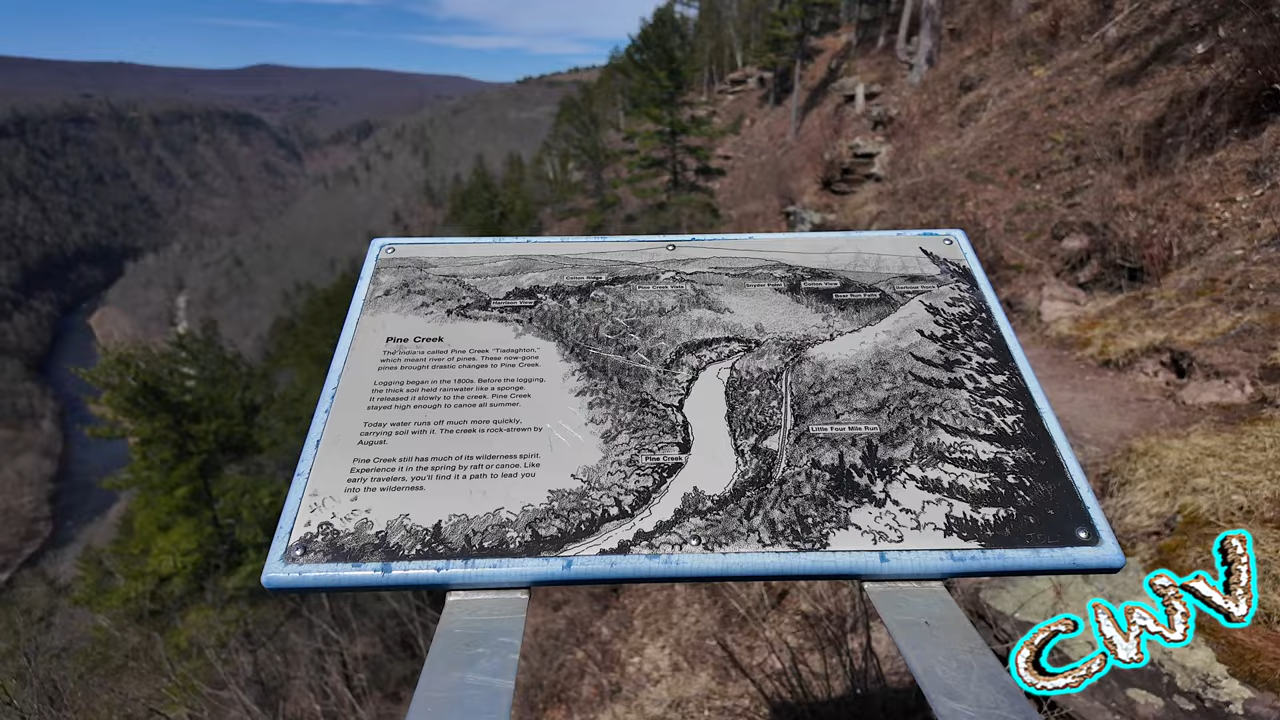 Cotton Ridge
Harrison View
Pine Creek Vista
Snyder Point
Colton View
Bear Run Falls
Barbour Rock
Pine Creek
The Indians called Pine Creek "Tiadaghton,"
which meant river of pines. These now-gone
pines brought drastic changes to Pine Creek.
Logging began in the 1800s. Before the logging,
the thick soil held rainwater like a sponge.
It released it slowly to the creek. Pine Creek
stayed high enough to canoe all summer.
Today water runs off much more quickly,
carrying soil with it. The creek is rock-strewn by
August.
Pine Creek still has much of its wilderness spirit.
Experience it in the spring by raft or canoe. Like
early travelers, you'll find it a path to lead you
into the wilderness.
Little Four Mile Run
Pine Creek
CWV